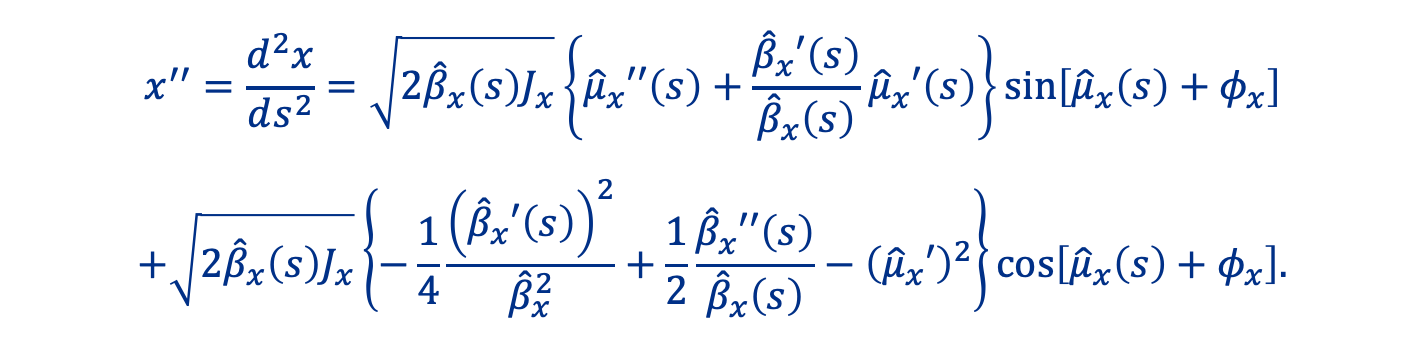 x′′ = d²x/ds² = √(2β̂ₓ(s)Jₓ) {μ̂ₓ′′(s) + β̂ₓ′(s)/β̂ₓ(s) μ̂ₓ′(s)} sin[μ̂ₓ(s) + ϕₓ]
+ √(2β̂ₓ(s)Jₓ) {− 1/4 (β̂ₓ′(s))²/β̂ₓ² + 1/2 β̂ₓ′′(s)/β̂ₓ(s) − (μ̂ₓ′)²} cos[μ̂ₓ(s) + ϕₓ].